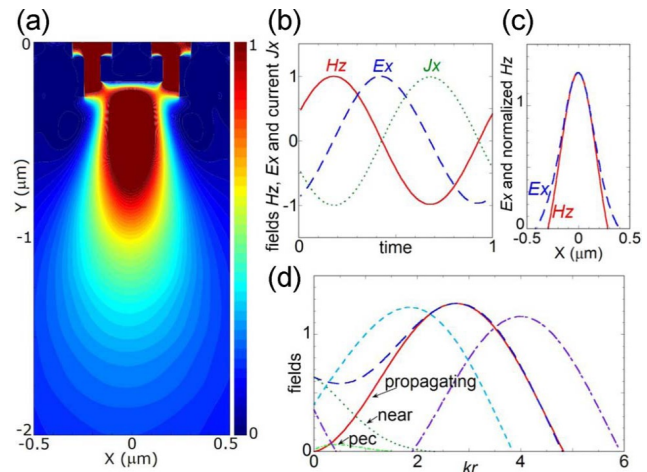 (a)
0
-1
-2
Y (μm)
-0.5
0
0.5
X (μm)
1
0
(b)
fields Hz, Ex and current Jx
1
0
-1
Hz
Ex
Jx
0
time
1
(c)
Ex and normalized Hz
1
Ex
Hz
-0.5
0
0.5
X (μm)
(d)
fields
1
0
propagating
near
pec
0
2
kr
4
6